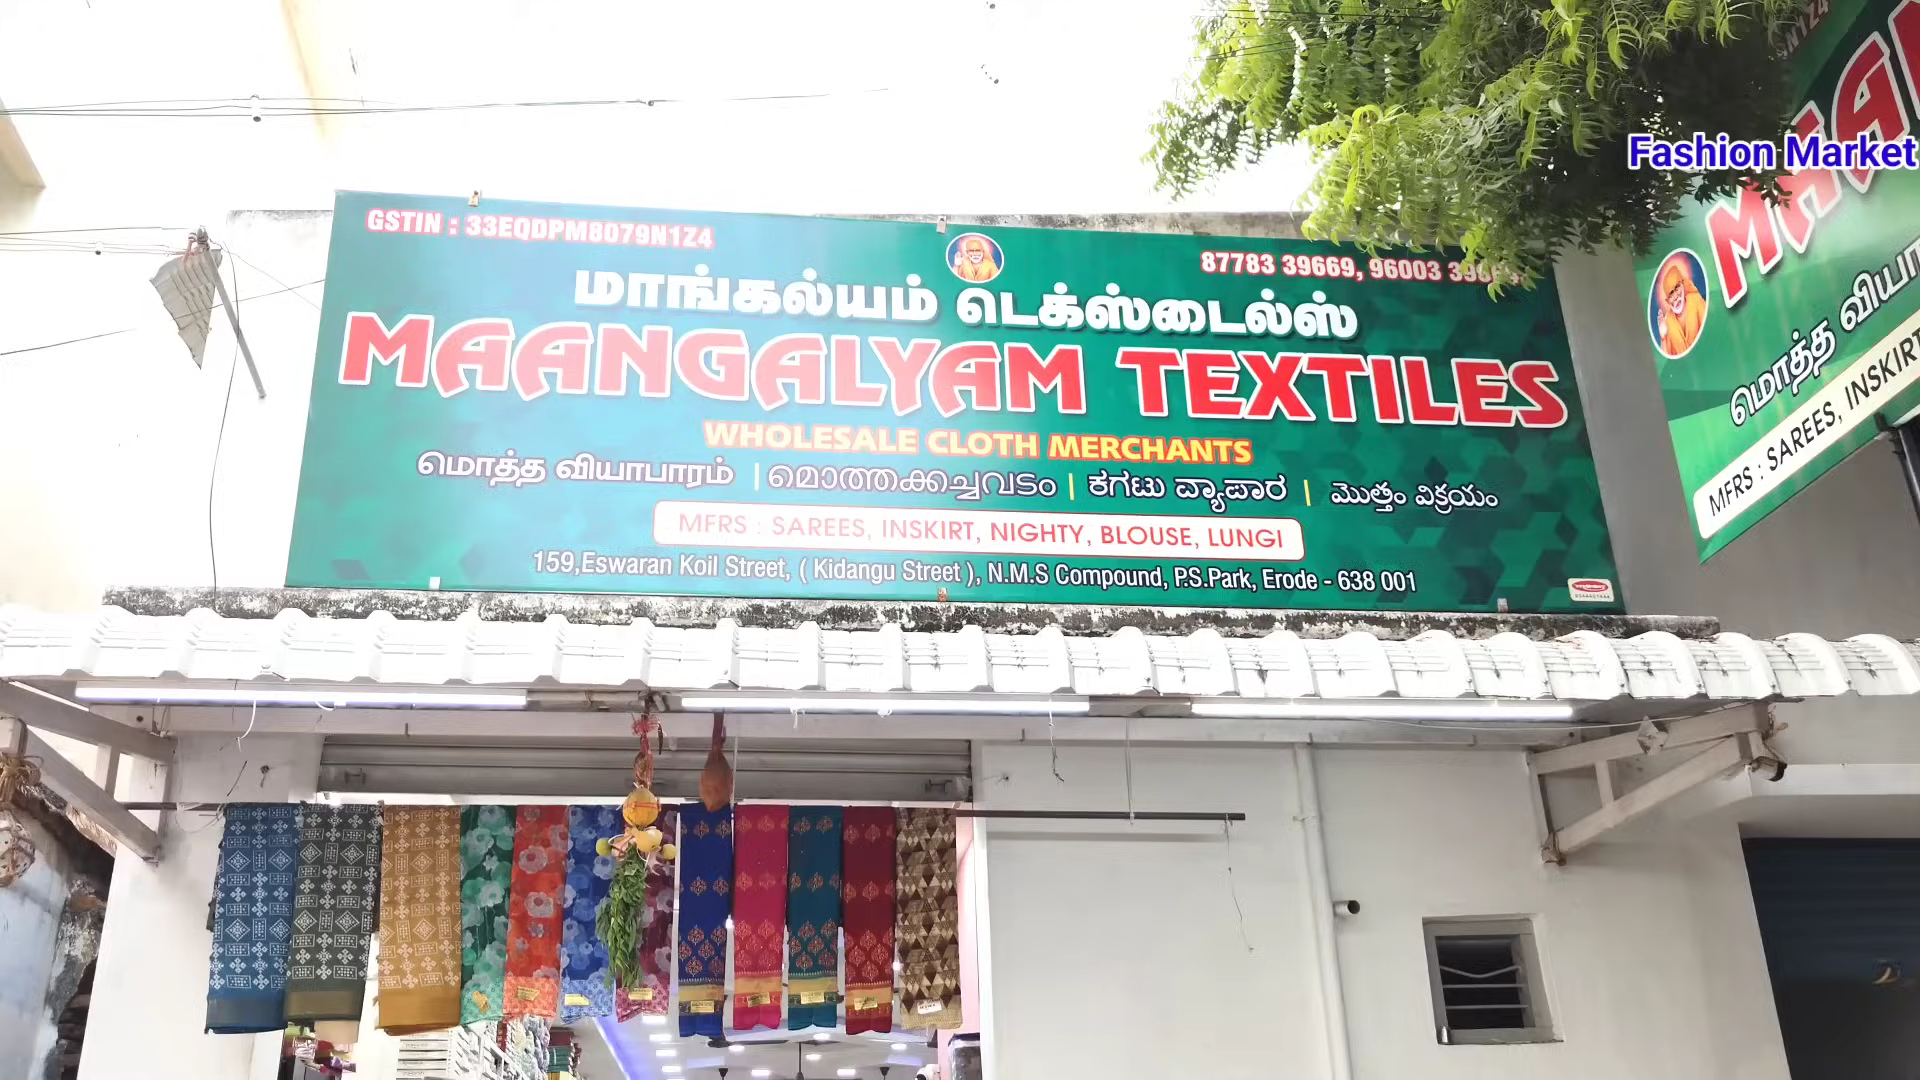 GSTIN : 33EQDPM8079N1Z4
87783 39669, 96003
மாங்கல்யம் டெக்ஸ்டைல்ஸ்
MAANGALYAM TEXTILES
WHOLESALE CLOTH MERCHANTS
மொத்த வியாபாரம் | മൊത്തക്കച്ചവടം | ಕಗಟು ವ್ಯಾಪಾರ | మొత్తం విక్రయం
MFRS : SAREES, INSKIRT, NIGHTY, BLOUSE, LUNGI
159,Eswaran Koil Street, ( Kidangu Street ), N.M.S Compound, P.S.Park, Erode - 638 001
Fashion Market
மொத்த
MFRS : SAREES,